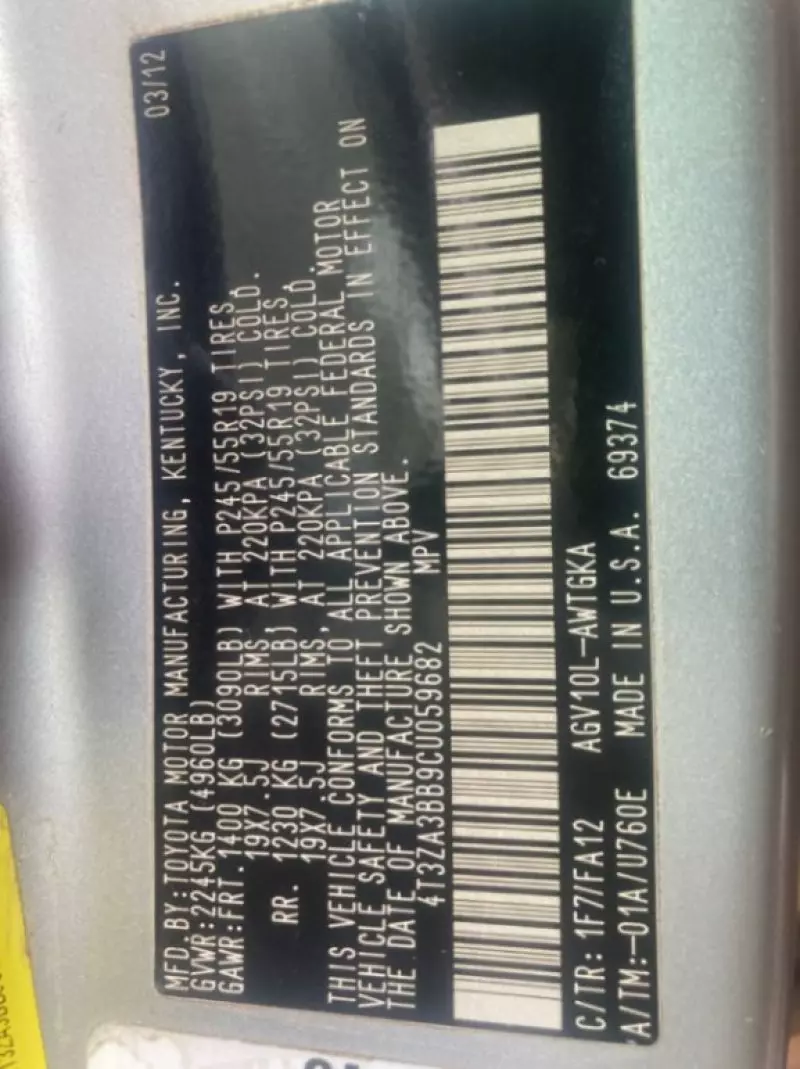 MFD.BY:TOYOTA MOTOR MANUFACTURING, KENTUCKY, INC. 03/12
GVWR:2245KG (4960LB)
GAWR:FRT.1400 KG (3090LB) WITH P245/55R19 TIRES,
19X7.5J RIMS, AT 220KPA (32PSI) COLD.
RR. 1230 KG (2715LB) WITH P245/55R19 TIRES,
19X7.5J RIMS, AT 220KPA (32PSI) COLD.
THIS VEHICLE CONFORMS TO ALL APPLICABLE FEDERAL MOTOR
VEHICLE SAFETY AND THEFT PREVENTION STANDARDS IN EFFECT ON
THE DATE OF MANUFACTURE SHOWN ABOVE.
4T3ZA3BB9CU059682 MPV
C/TR: 1F7/FA12 AGV10L-AWTGKA
A/TM:-01A/U760E MADE IN U.S.A. 69374